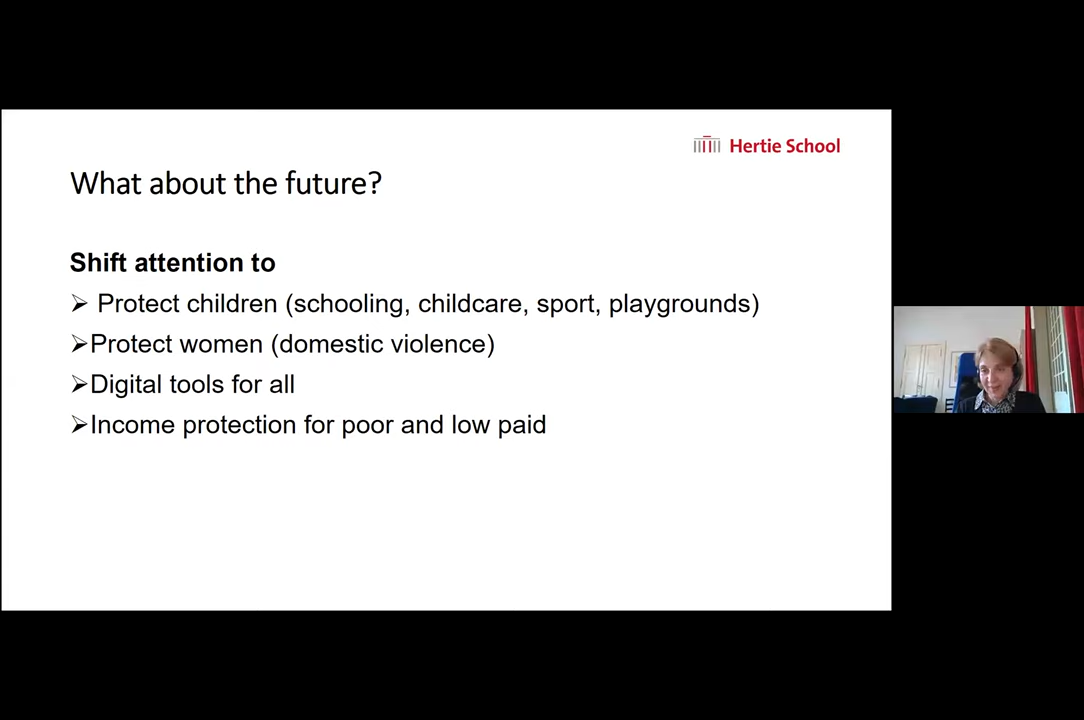 Hertie School
What about the future?
Shift attention to
➢ Protect children (schooling, childcare, sport, playgrounds)
➢Protect women (domestic violence)
➢Digital tools for all
➢Income protection for poor and low paid